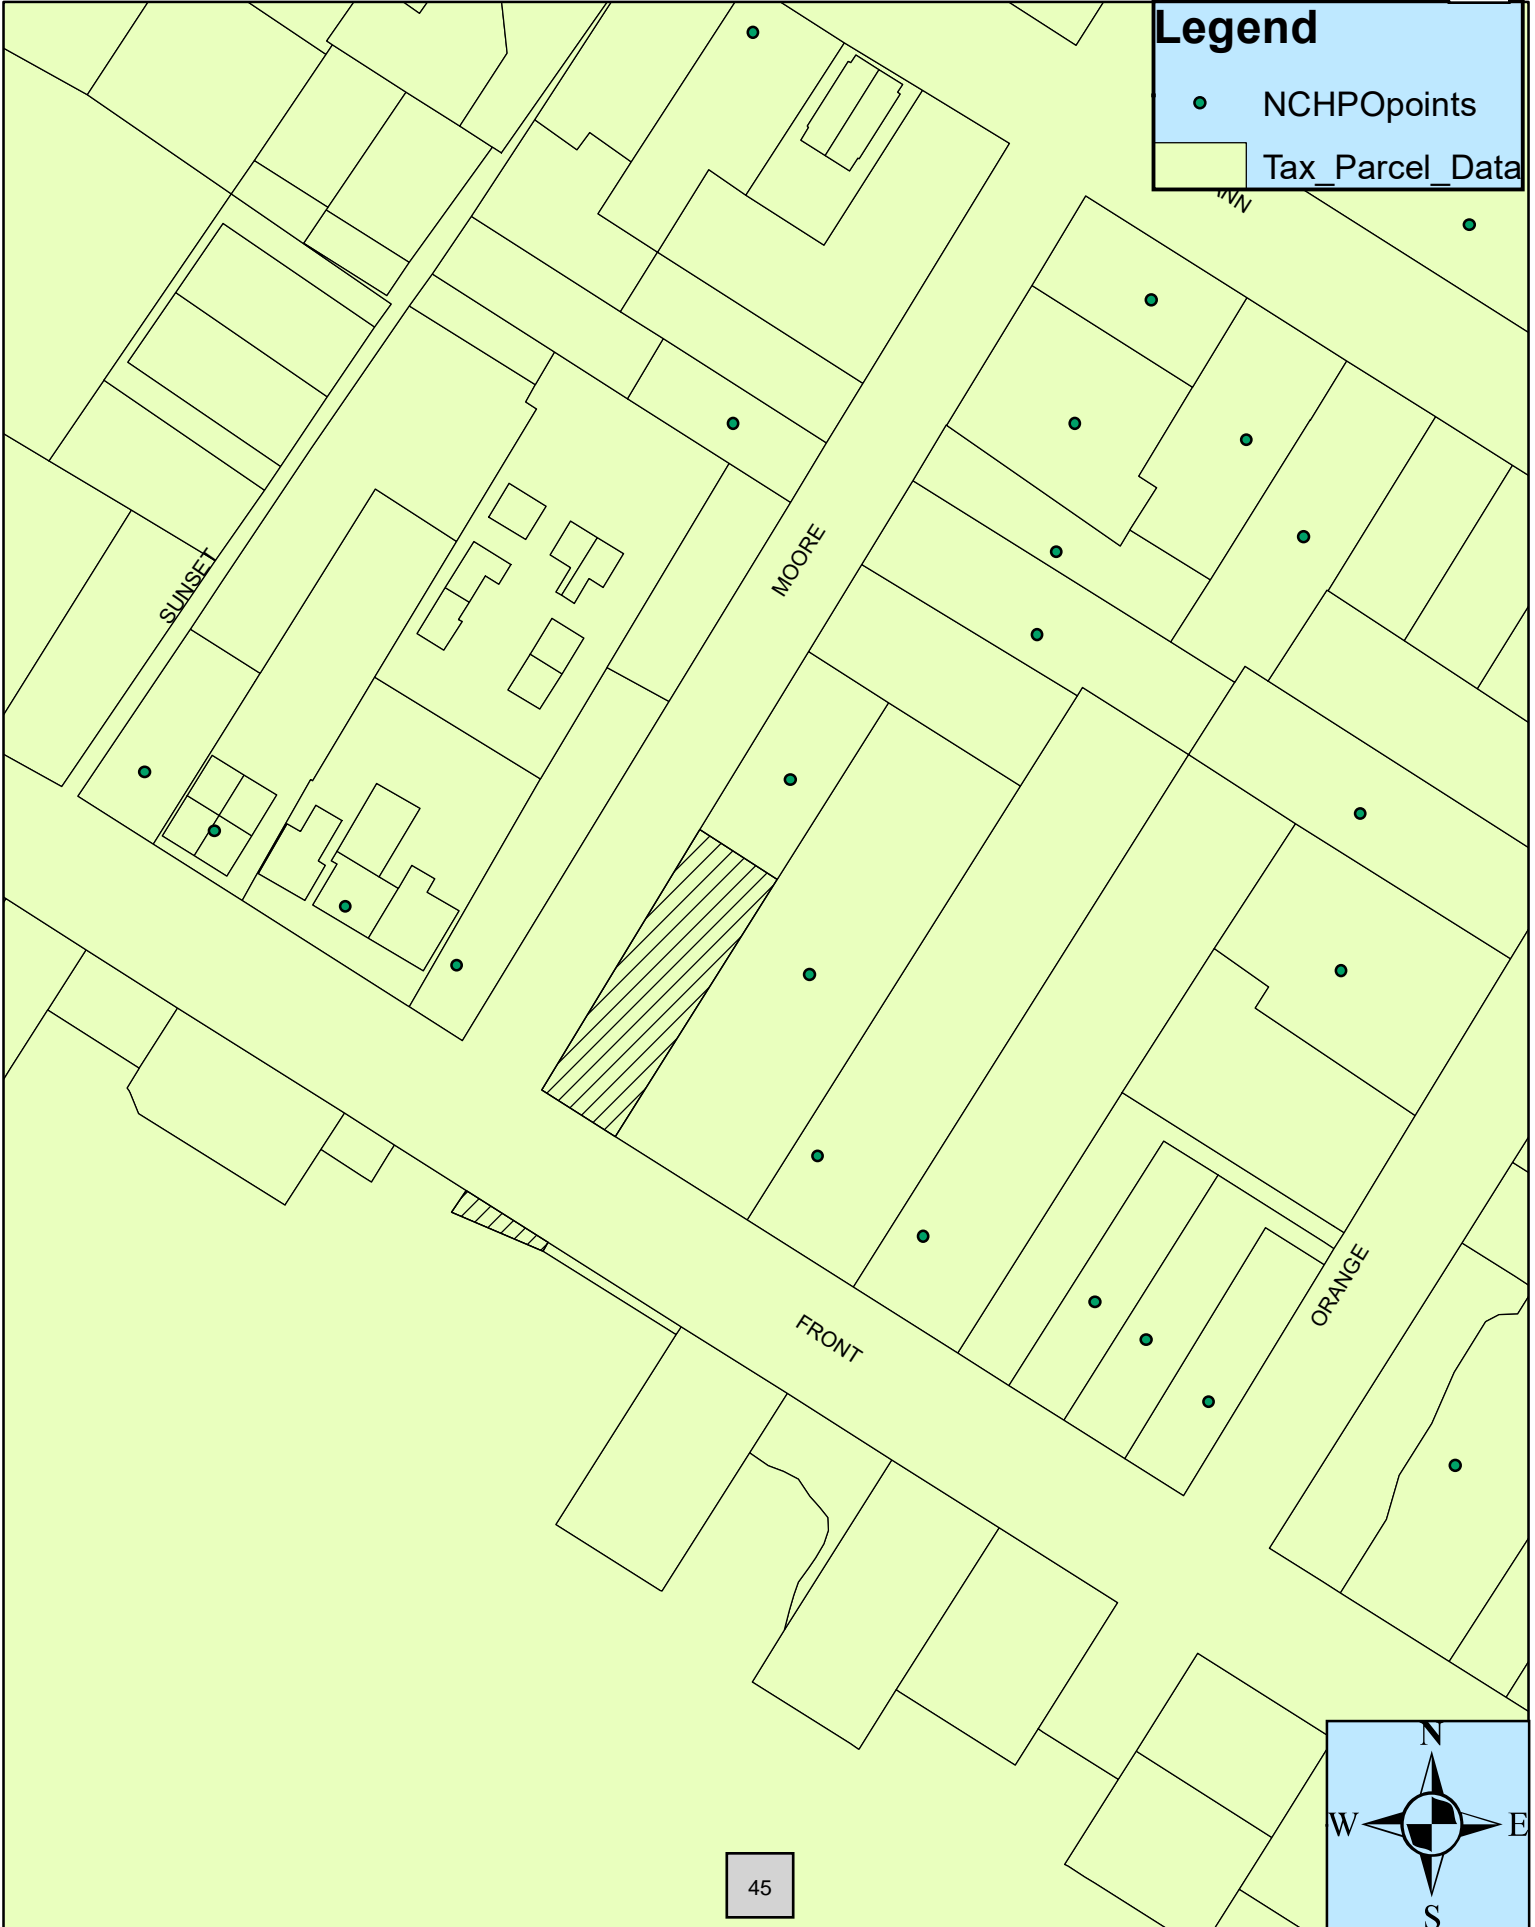 Legend
NCHPOpoints
Tax_Parcel_Data
SUNSET
MOORE
ORANGE
FRONT
N
W
E
S
45